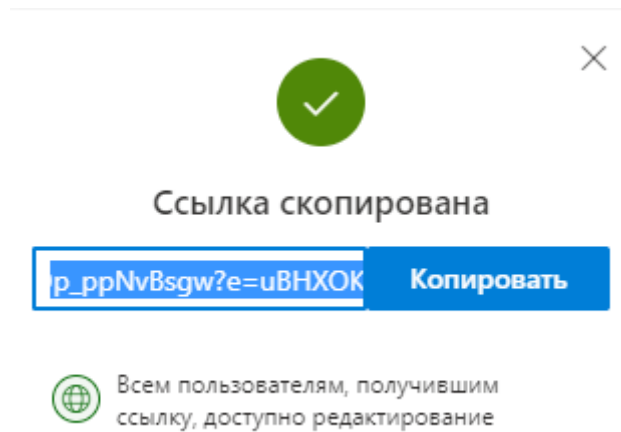 Ссылка скопирована
p_ppNvBsgw?e=uBHXOK
Копировать
Всем пользователям, получившим
ссылку, доступно редактирование